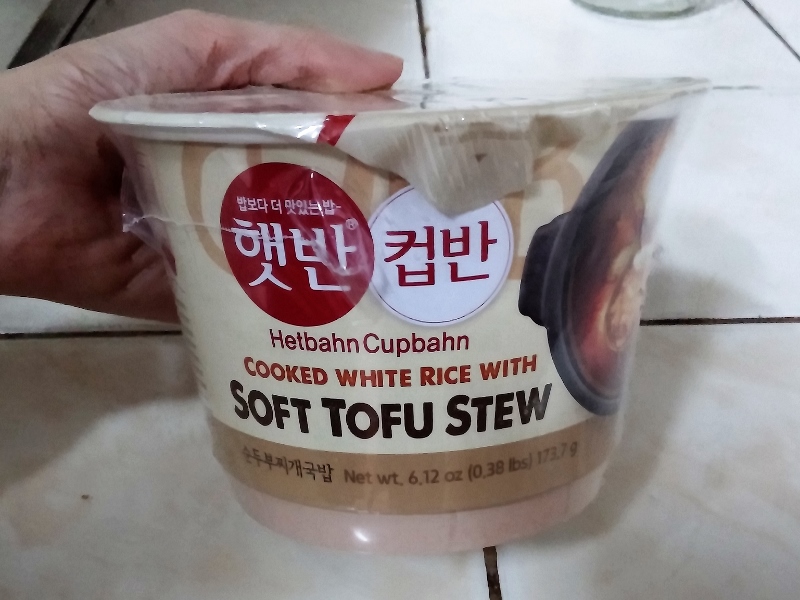 밥보다 더 맛있는 밥~
햇반®
컵반
Hetbahn Cupbahn
COOKED WHITE RICE WITH
SOFT TOFU STEW
순두부찌개국밥 Net wt. 6.12 oz (0.38 lbs) 173.7 g